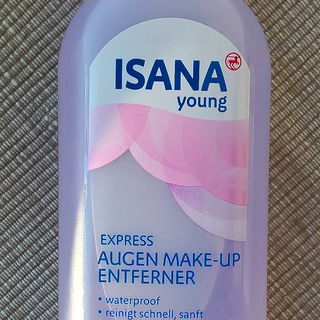 ISANA
young
EXPRESS
AUGEN MAKE-UP
ENTFERNER
• waterproof
• reinigt schnell, sanft